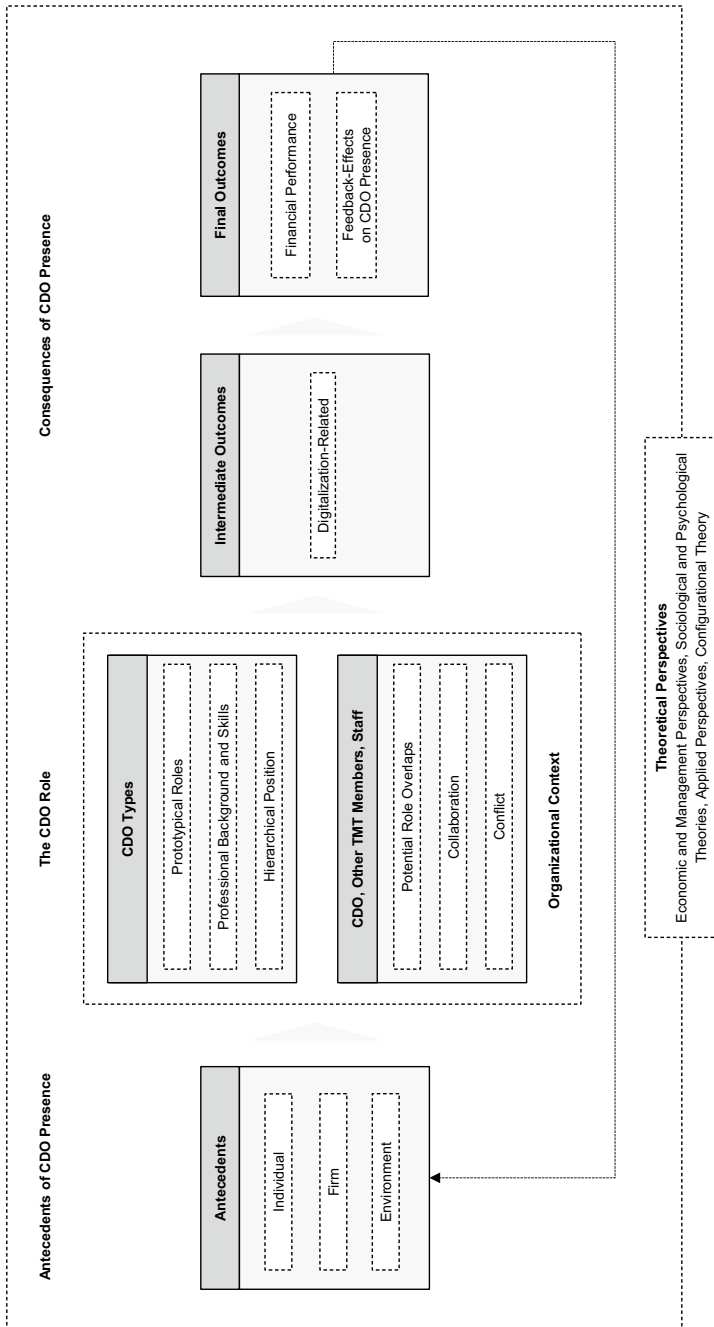 Antecedents of CDO Presence
The CDO Role
Consequences of CDO Presence
Antecedents
Individual
Firm
Environment
CDO Types
Prototypical Roles
Professional Background and Skills
Hierarchical Position
CDO, Other TMT Members, Staff
Potential Role Overlaps
Collaboration
Conflict
Organizational Context
Intermediate Outcomes
Digitalization-Related
Final Outcomes
Financial Performance
Feedback-Effects
on CDO Presence
Theoretical Perspectives
Economic and Management Perspectives, Sociological and Psychological
Theories, Applied Perspectives, Configurational Theory